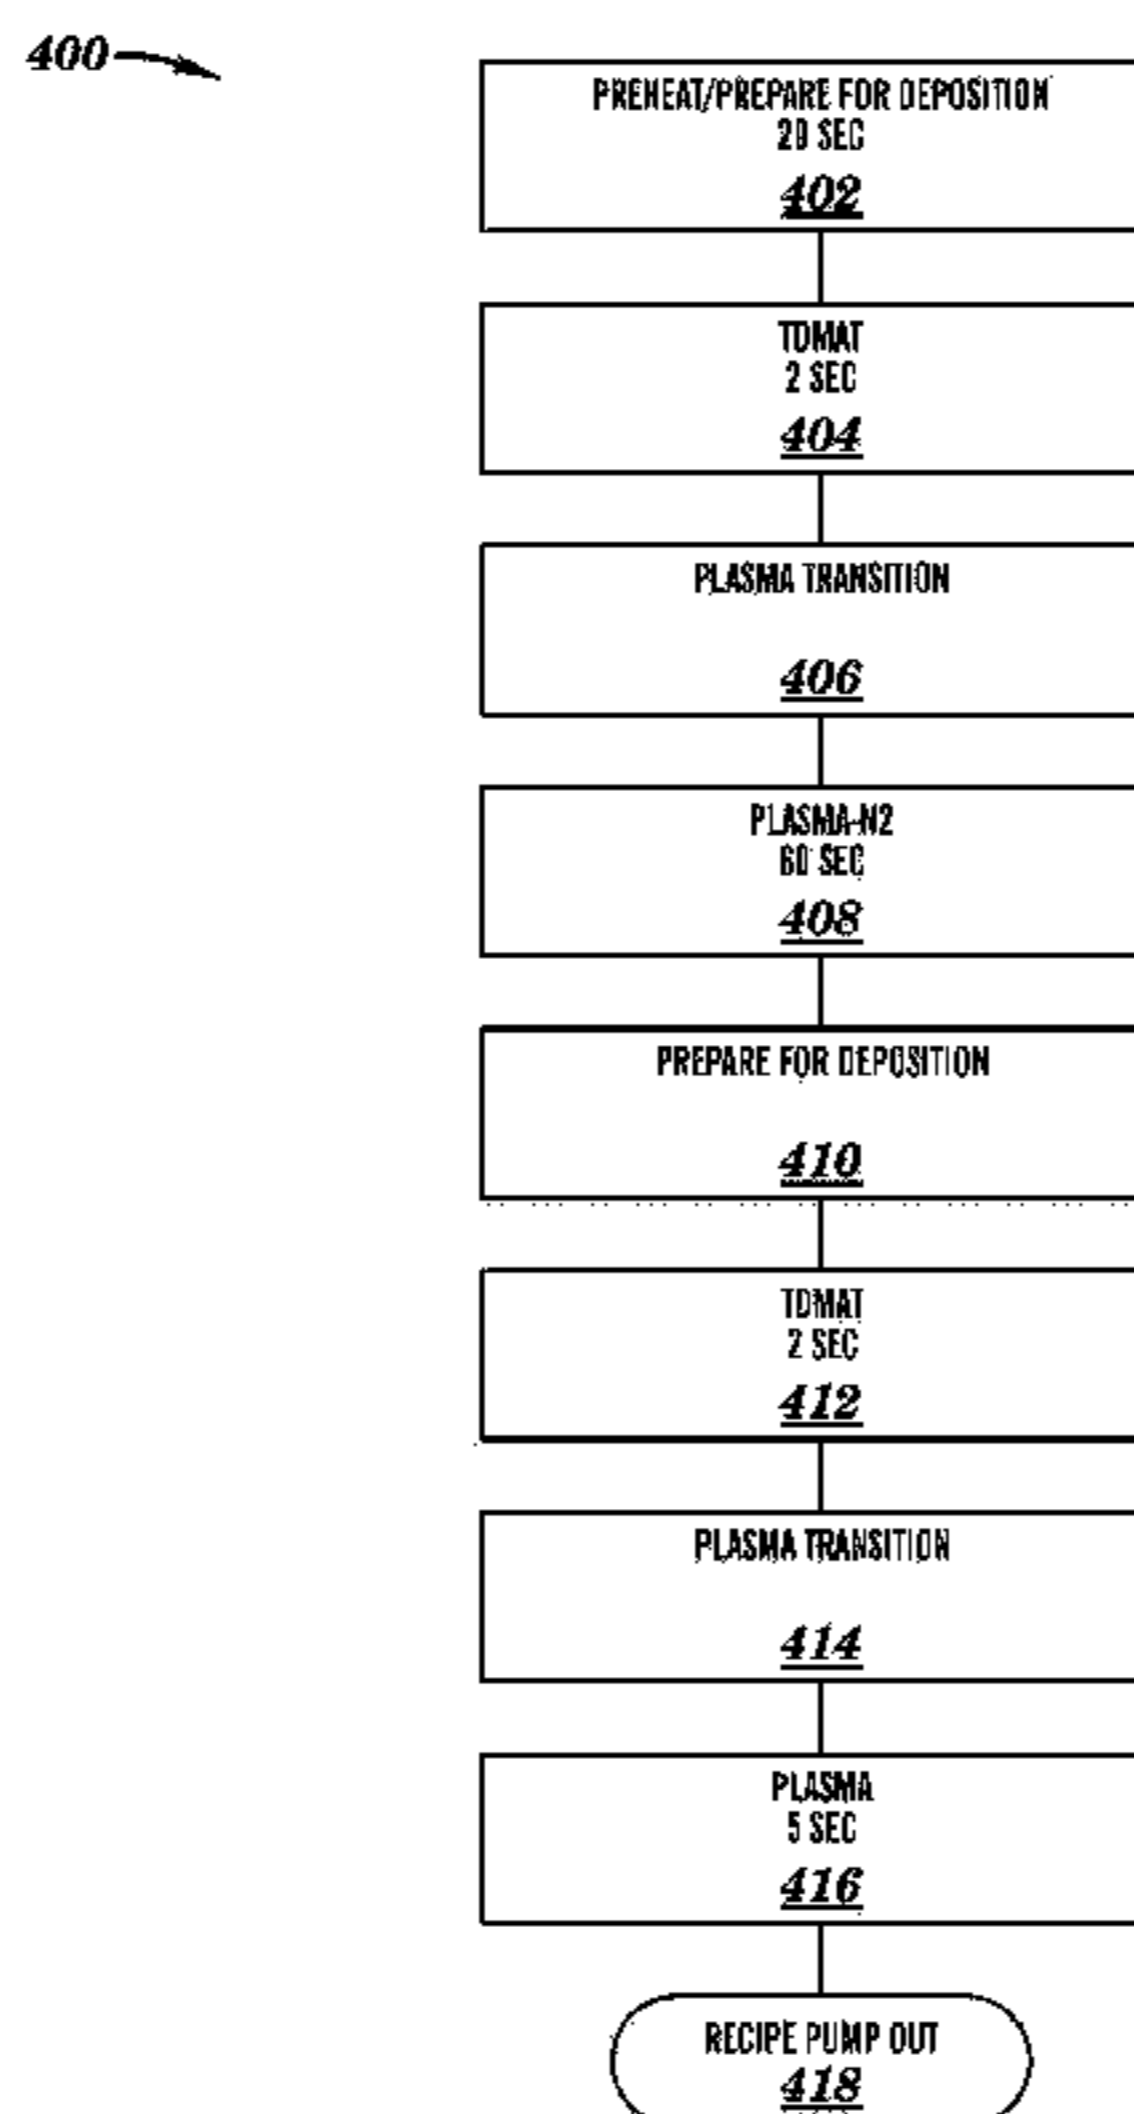 400
PREHEAT/PREPARE FOR DEPOSITION
20 SEC
402
TDMAT
2 SEC
404
PLASMA TRANSITION
406
PLASMA-N2
60 SEC
408
PREPARE FOR DEPOSITION
410
TDMAT
2 SEC
412
PLASMA TRANSITION
414
PLASMA
5 SEC
416
RECIPE PUMP OUT
418